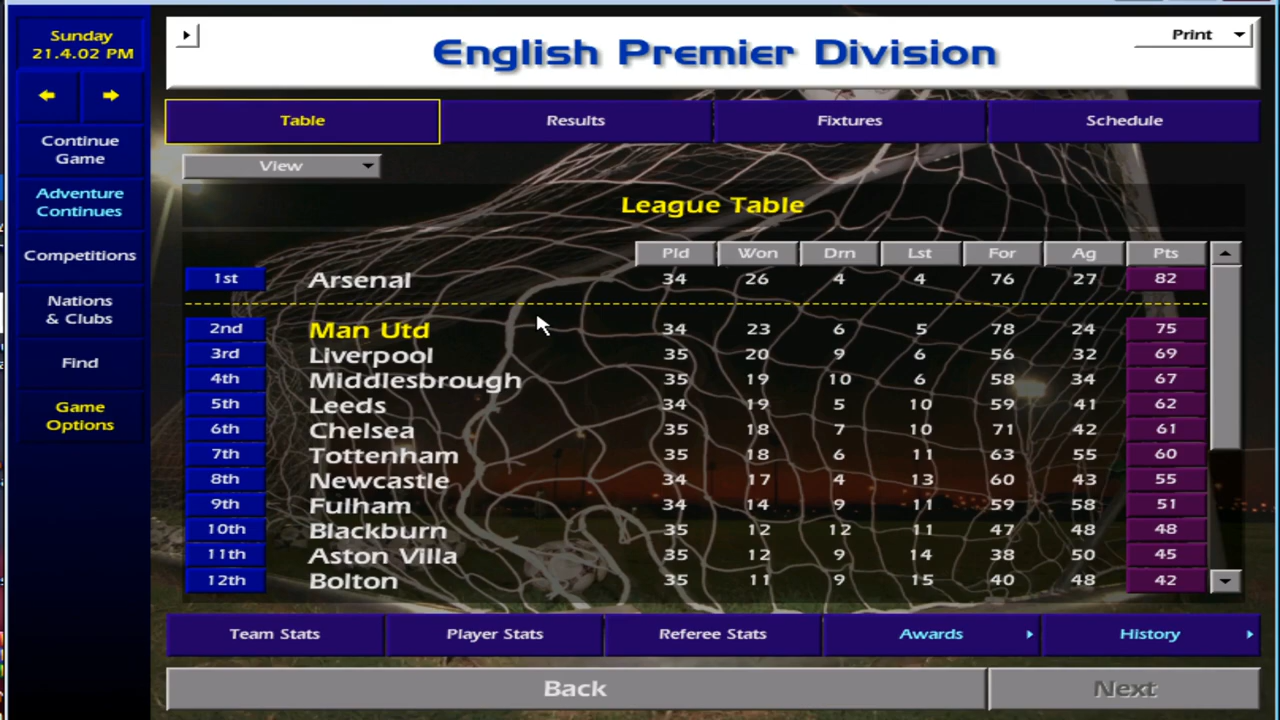 Sunday
21.4.02 PM
Continue
Game
Adventure
Continues
Competitions
Nations
& Clubs
Find
Game
Options
English Premier Division
Print
Table Results Fixtures Schedule
View
League Table
Pld Won Drn Lst For Ag Pts
1st Arsenal 34 26 4 4 76 27 82
2nd Man Utd 34 23 6 5 78 24 75
3rd Liverpool 35 20 9 6 56 32 69
4th Middlesbrough 35 19 10 6 58 34 67
5th Leeds 34 19 5 10 59 41 62
6th Chelsea 35 18 7 10 71 42 61
7th Tottenham 35 18 6 11 63 55 60
8th Newcastle 34 17 4 13 60 43 55
9th Fulham 34 14 9 11 59 58 51
10th Blackburn 35 12 12 11 47 48 48
11th Aston Villa 35 12 9 14 38 50 45
12th Bolton 35 11 9 15 40 48 42
Team Stats Player Stats Referee Stats Awards History
Back Next